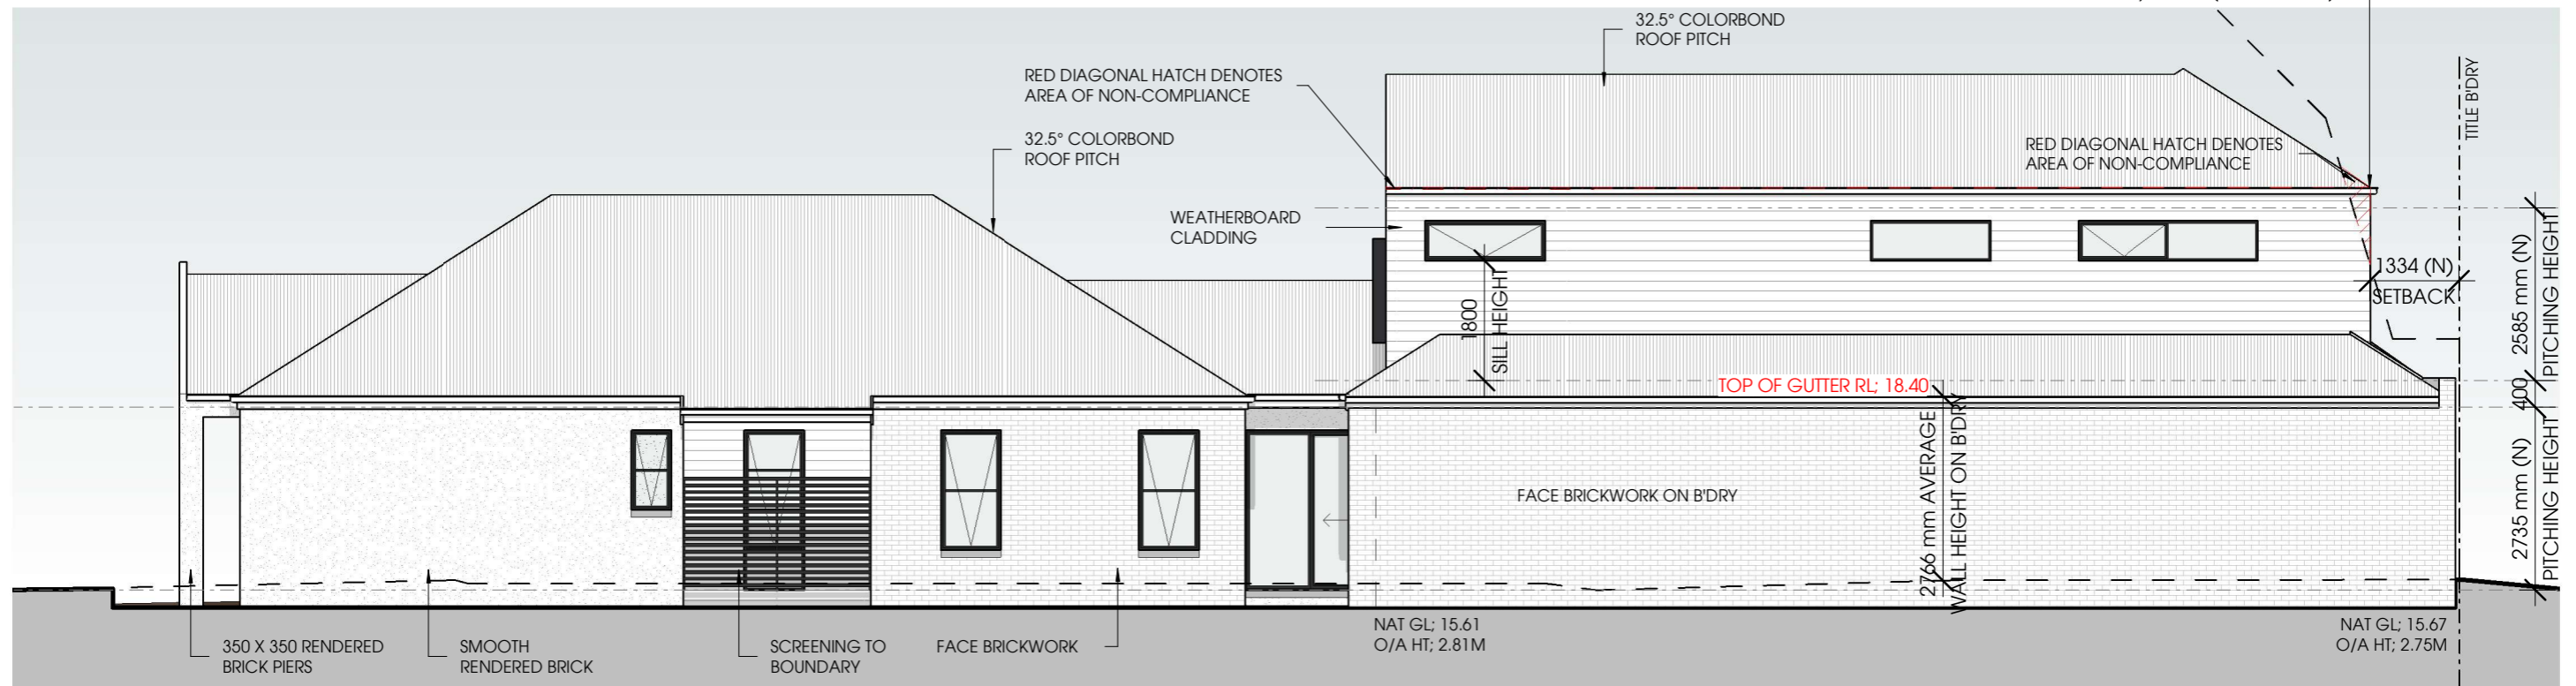 32.5° COLORBOND
ROOF PITCH
RED DIAGONAL HATCH DENOTES
AREA OF NON-COMPLIANCE
32.5° COLORBOND
ROOF PITCH
TITLE B'DRY
RED DIAGONAL HATCH DENOTES
AREA OF NON-COMPLIANCE
WEATHERBOARD
CLADDING
1800
SILL HEIGHT
1334 (N)
SETBACK
2585 mm (N)
PITCHING HEIGHT
400
2735 mm (N)
PITCHING HEIGHT
TOP OF GUTTER RL; 18.40
2766 mm AVERAGE
WALL HEIGHT ON B'DRY
FACE BRICKWORK ON B'DRY
350 X 350 RENDERED
BRICK PIERS
SMOOTH
RENDERED BRICK
SCREENING TO
BOUNDARY
FACE BRICKWORK
NAT GL; 15.61
O/A HT; 2.81M
NAT GL; 15.67
O/A HT; 2.75M